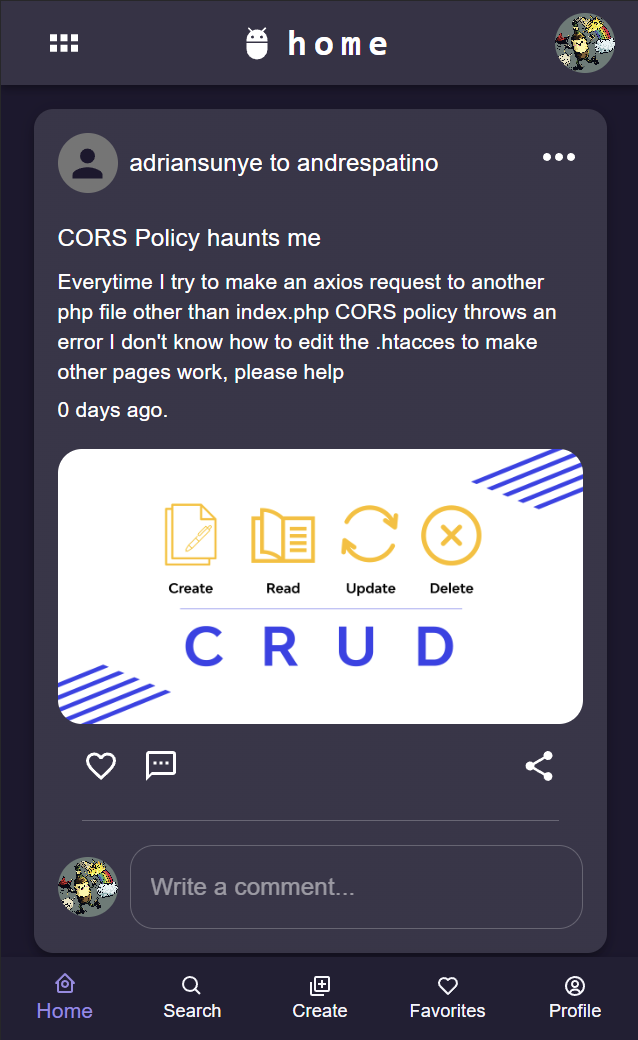 home
adriansunye to andrespatino
CORS Policy haunts me
Everytime I try to make an axios request to another
php file other than index.php CORS policy throws an
error I don't know how to edit the .htacces to make
other pages work, please help
0 days ago.
Create Read Update Delete
C R U D
Write a comment...
Home Search Create Favorites Profile